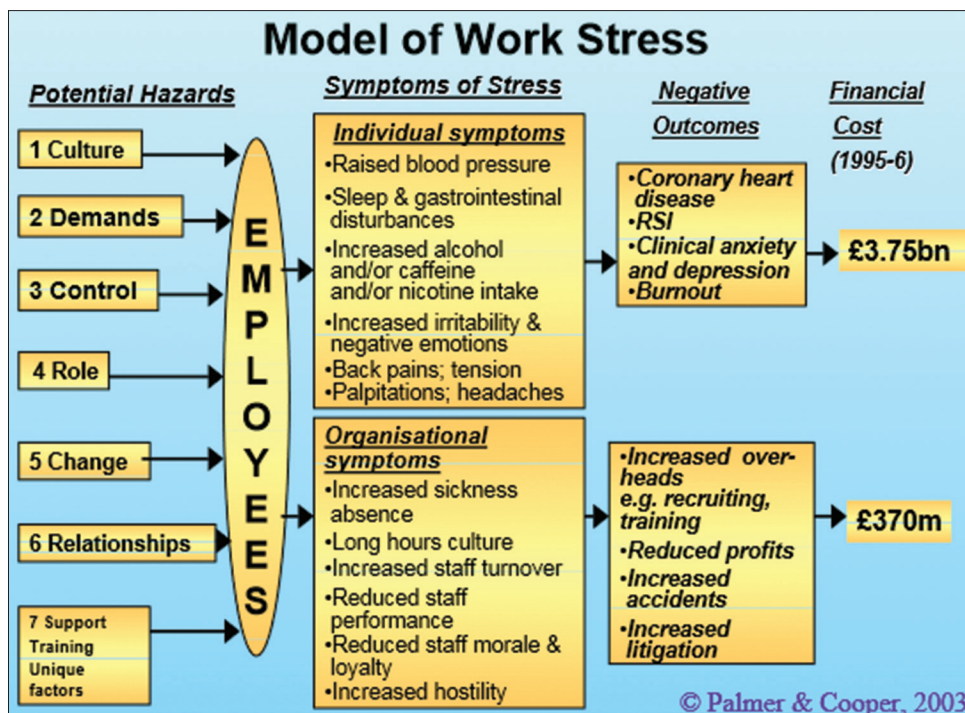 Model of Work Stress
Potential Hazards
1 Culture
2 Demands
3 Control
4 Role
5 Change
6 Relationships
7 Support
Training
Unique
factors
EMPLOYEES
Symptoms of Stress
Individual symptoms
•Raised blood pressure
•Sleep & gastrointestinal
disturbances
•Increased alcohol
and/or caffeine
and/or nicotine intake
•Increased irritability &
negative emotions
•Back pains; tension
•Palpitations; headaches
Organisational
symptoms
•Increased sickness
absence
•Long hours culture
•Increased staff turnover
•Reduced staff
performance
•Reduced staff morale &
loyalty
•Increased hostility
Negative
Outcomes
•Coronary heart
disease
•RSI
•Clinical anxiety
and depression
•Burnout
•Increased over-
heads
e.g. recruiting,
training
•Reduced profits
•Increased
accidents
•Increased
litigation
Financial
Cost
(1995-6)
£3.75bn
£370m
© Palmer & Cooper, 2003